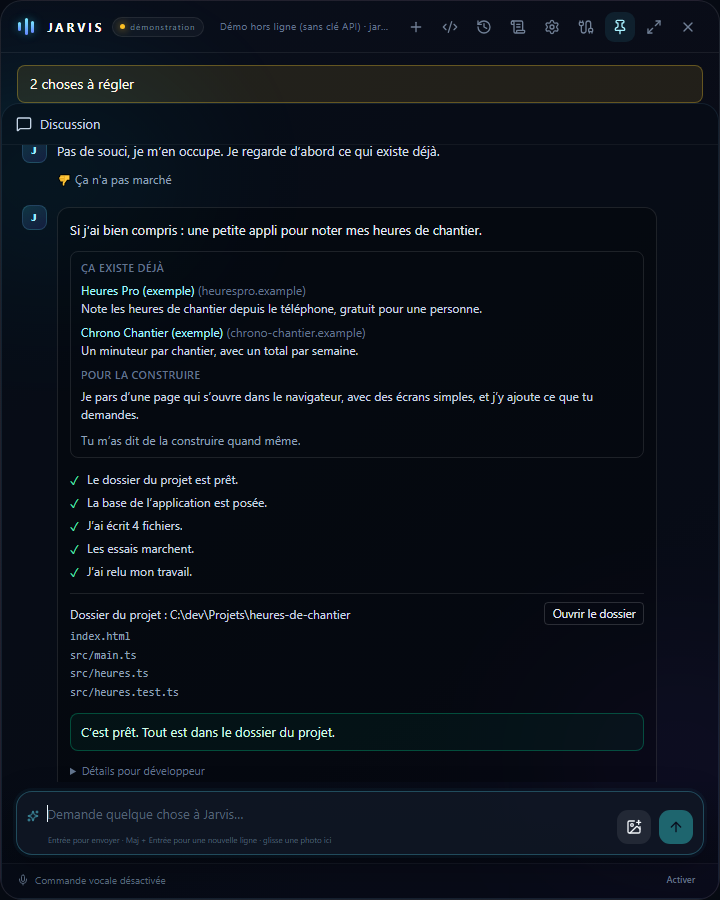 JARVIS
démonstration
Démo hors ligne (sans clé API) · jar...
2 choses à régler
Discussion
J
Pas de souci, je m’en occupe. Je regarde d’abord ce qui existe déjà.
Ça n'a pas marché
J
Si j’ai bien compris : une petite appli pour noter mes heures de chantier.
ÇA EXISTE DÉJÀ
Heures Pro (exemple) (heurespro.example)
Note les heures de chantier depuis le téléphone, gratuit pour une personne.
Chrono Chantier (exemple) (chrono-chantier.example)
Un minuteur par chantier, avec un total par semaine.
POUR LA CONSTRUIRE
Je pars d’une page qui s’ouvre dans le navigateur, avec des écrans simples, et j’y ajoute ce que tu
demandes.
Tu m’as dit de la construire quand même.
Le dossier du projet est prêt.
La base de l’application est posée.
J’ai écrit 4 fichiers.
Les essais marchent.
J’ai relu mon travail.
Dossier du projet : C:\dev\Projets\heures-de-chantier
Ouvrir le dossier
index.html
src/main.ts
src/heures.ts
src/heures.test.ts
C’est prêt. Tout est dans le dossier du projet.
Détails pour développeur
Demande quelque chose à Jarvis...
Entrée pour envoyer · Maj + Entrée pour une nouvelle ligne · glisse une photo ici
Commande vocale désactivée
Activer